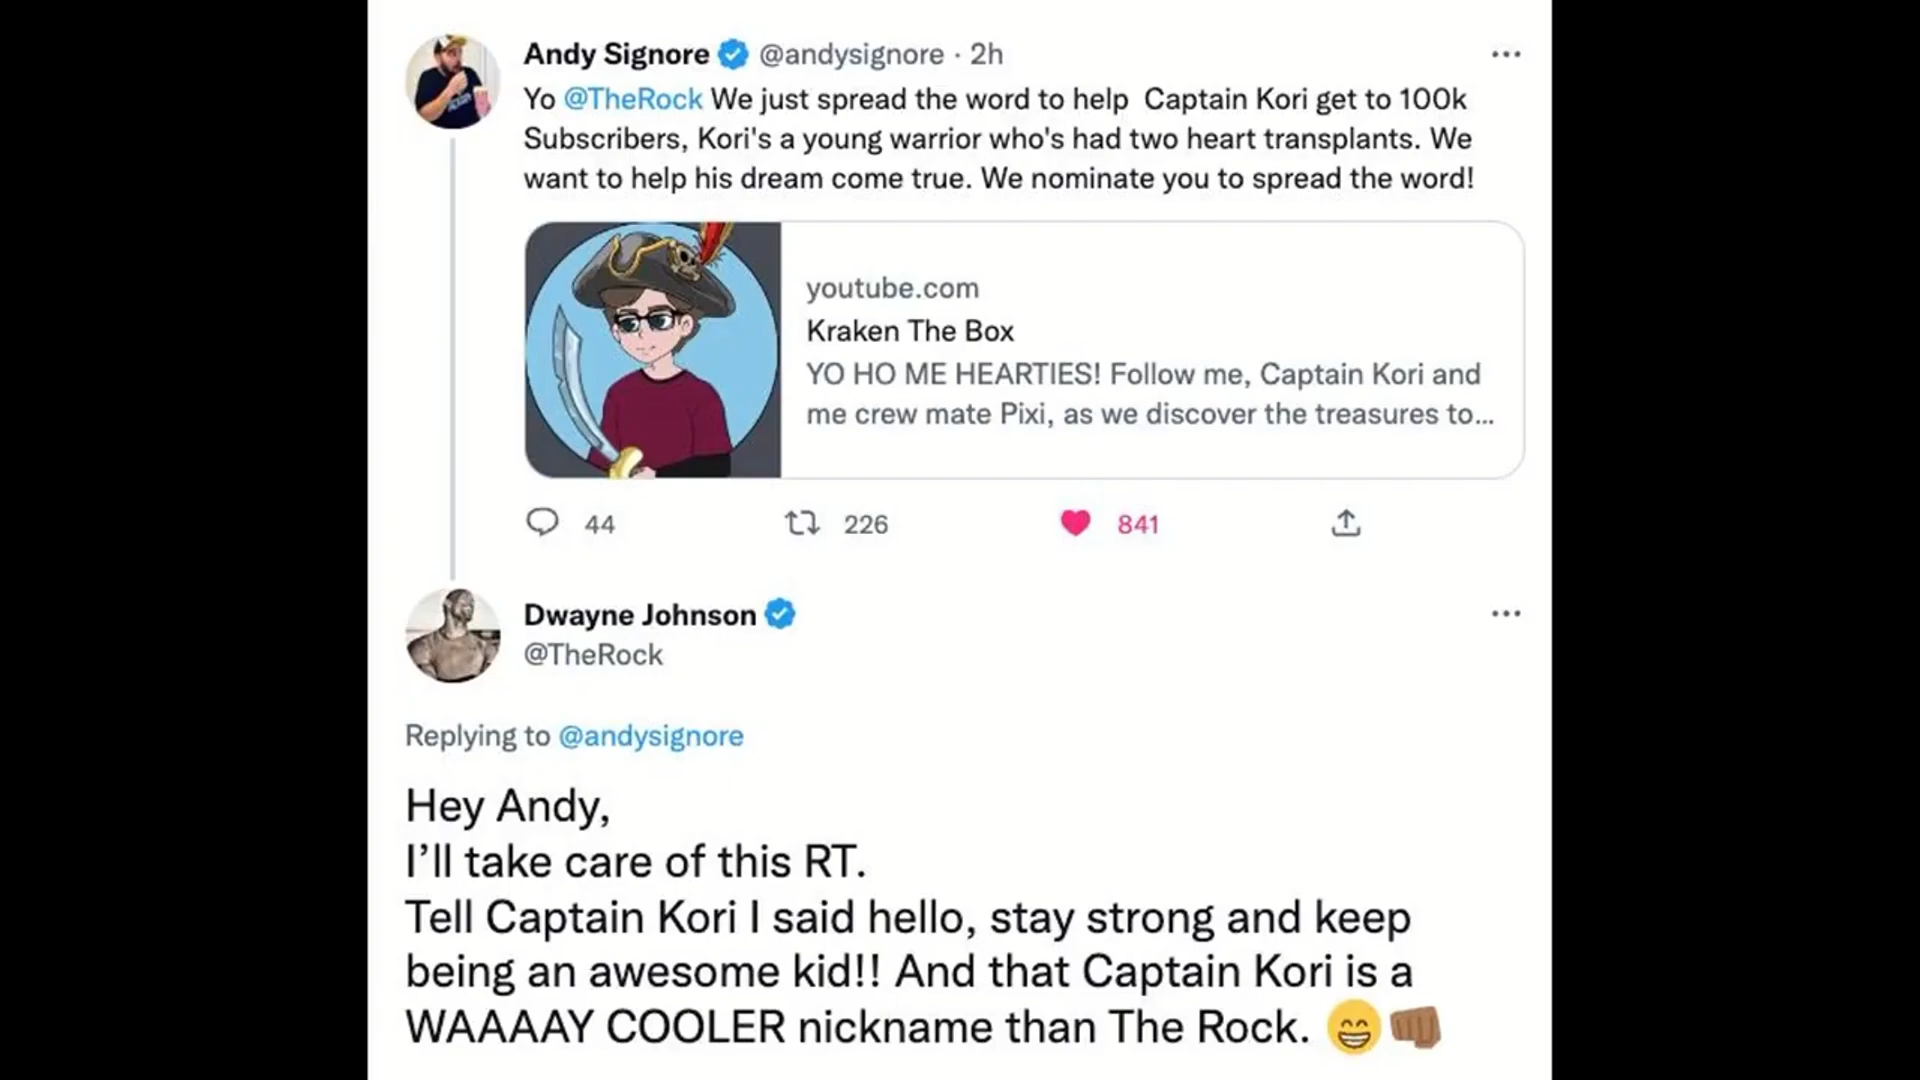 Andy Signore @andysignore · 2h
Yo @TheRock We just spread the word to help Captain Kori get to 100k
Subscribers, Kori's a young warrior who's had two heart transplants. We
want to help his dream come true. We nominate you to spread the word!
youtube.com
Kraken The Box
YO HO ME HEARTIES! Follow me, Captain Kori and
me crew mate Pixi, as we discover the treasures to...
44 226 841
Dwayne Johnson
@TheRock
Replying to @andysignore
Hey Andy,
I’ll take care of this RT.
Tell Captain Kori I said hello, stay strong and keep
being an awesome kid!! And that Captain Kori is a
WAAAAY COOLER nickname than The Rock. 😁👊🏾